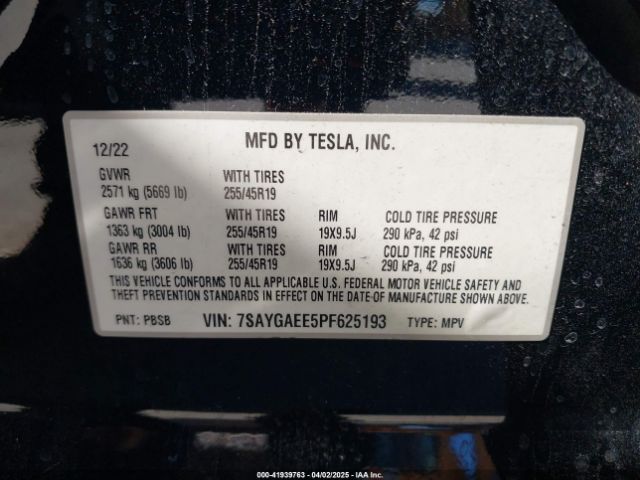 12/22 MFD BY TESLA, INC.
GVWR WITH TIRES
2571 kg (5669 lb) 255/45R19
GAWR FRT WITH TIRES RIM COLD TIRE PRESSURE
1363 kg (3004 lb) 255/45R19 19X9.5J 290 kPa, 42 psi
GAWR RR WITH TIRES RIM COLD TIRE PRESSURE
1636 kg (3606 lb) 255/45R19 19X9.5J 290 kPa, 42 psi
THIS VEHICLE CONFORMS TO ALL APPLICABLE U.S. FEDERAL MOTOR VEHICLE SAFETY AND
THEFT PREVENTION STANDARDS IN EFFECT ON THE DATE OF MANUFACTURE SHOWN ABOVE.
PNT: PBSB VIN: 7SAYGAEE5PF625193 TYPE: MPV
000-41939763 04/02/2025 IAAI.com